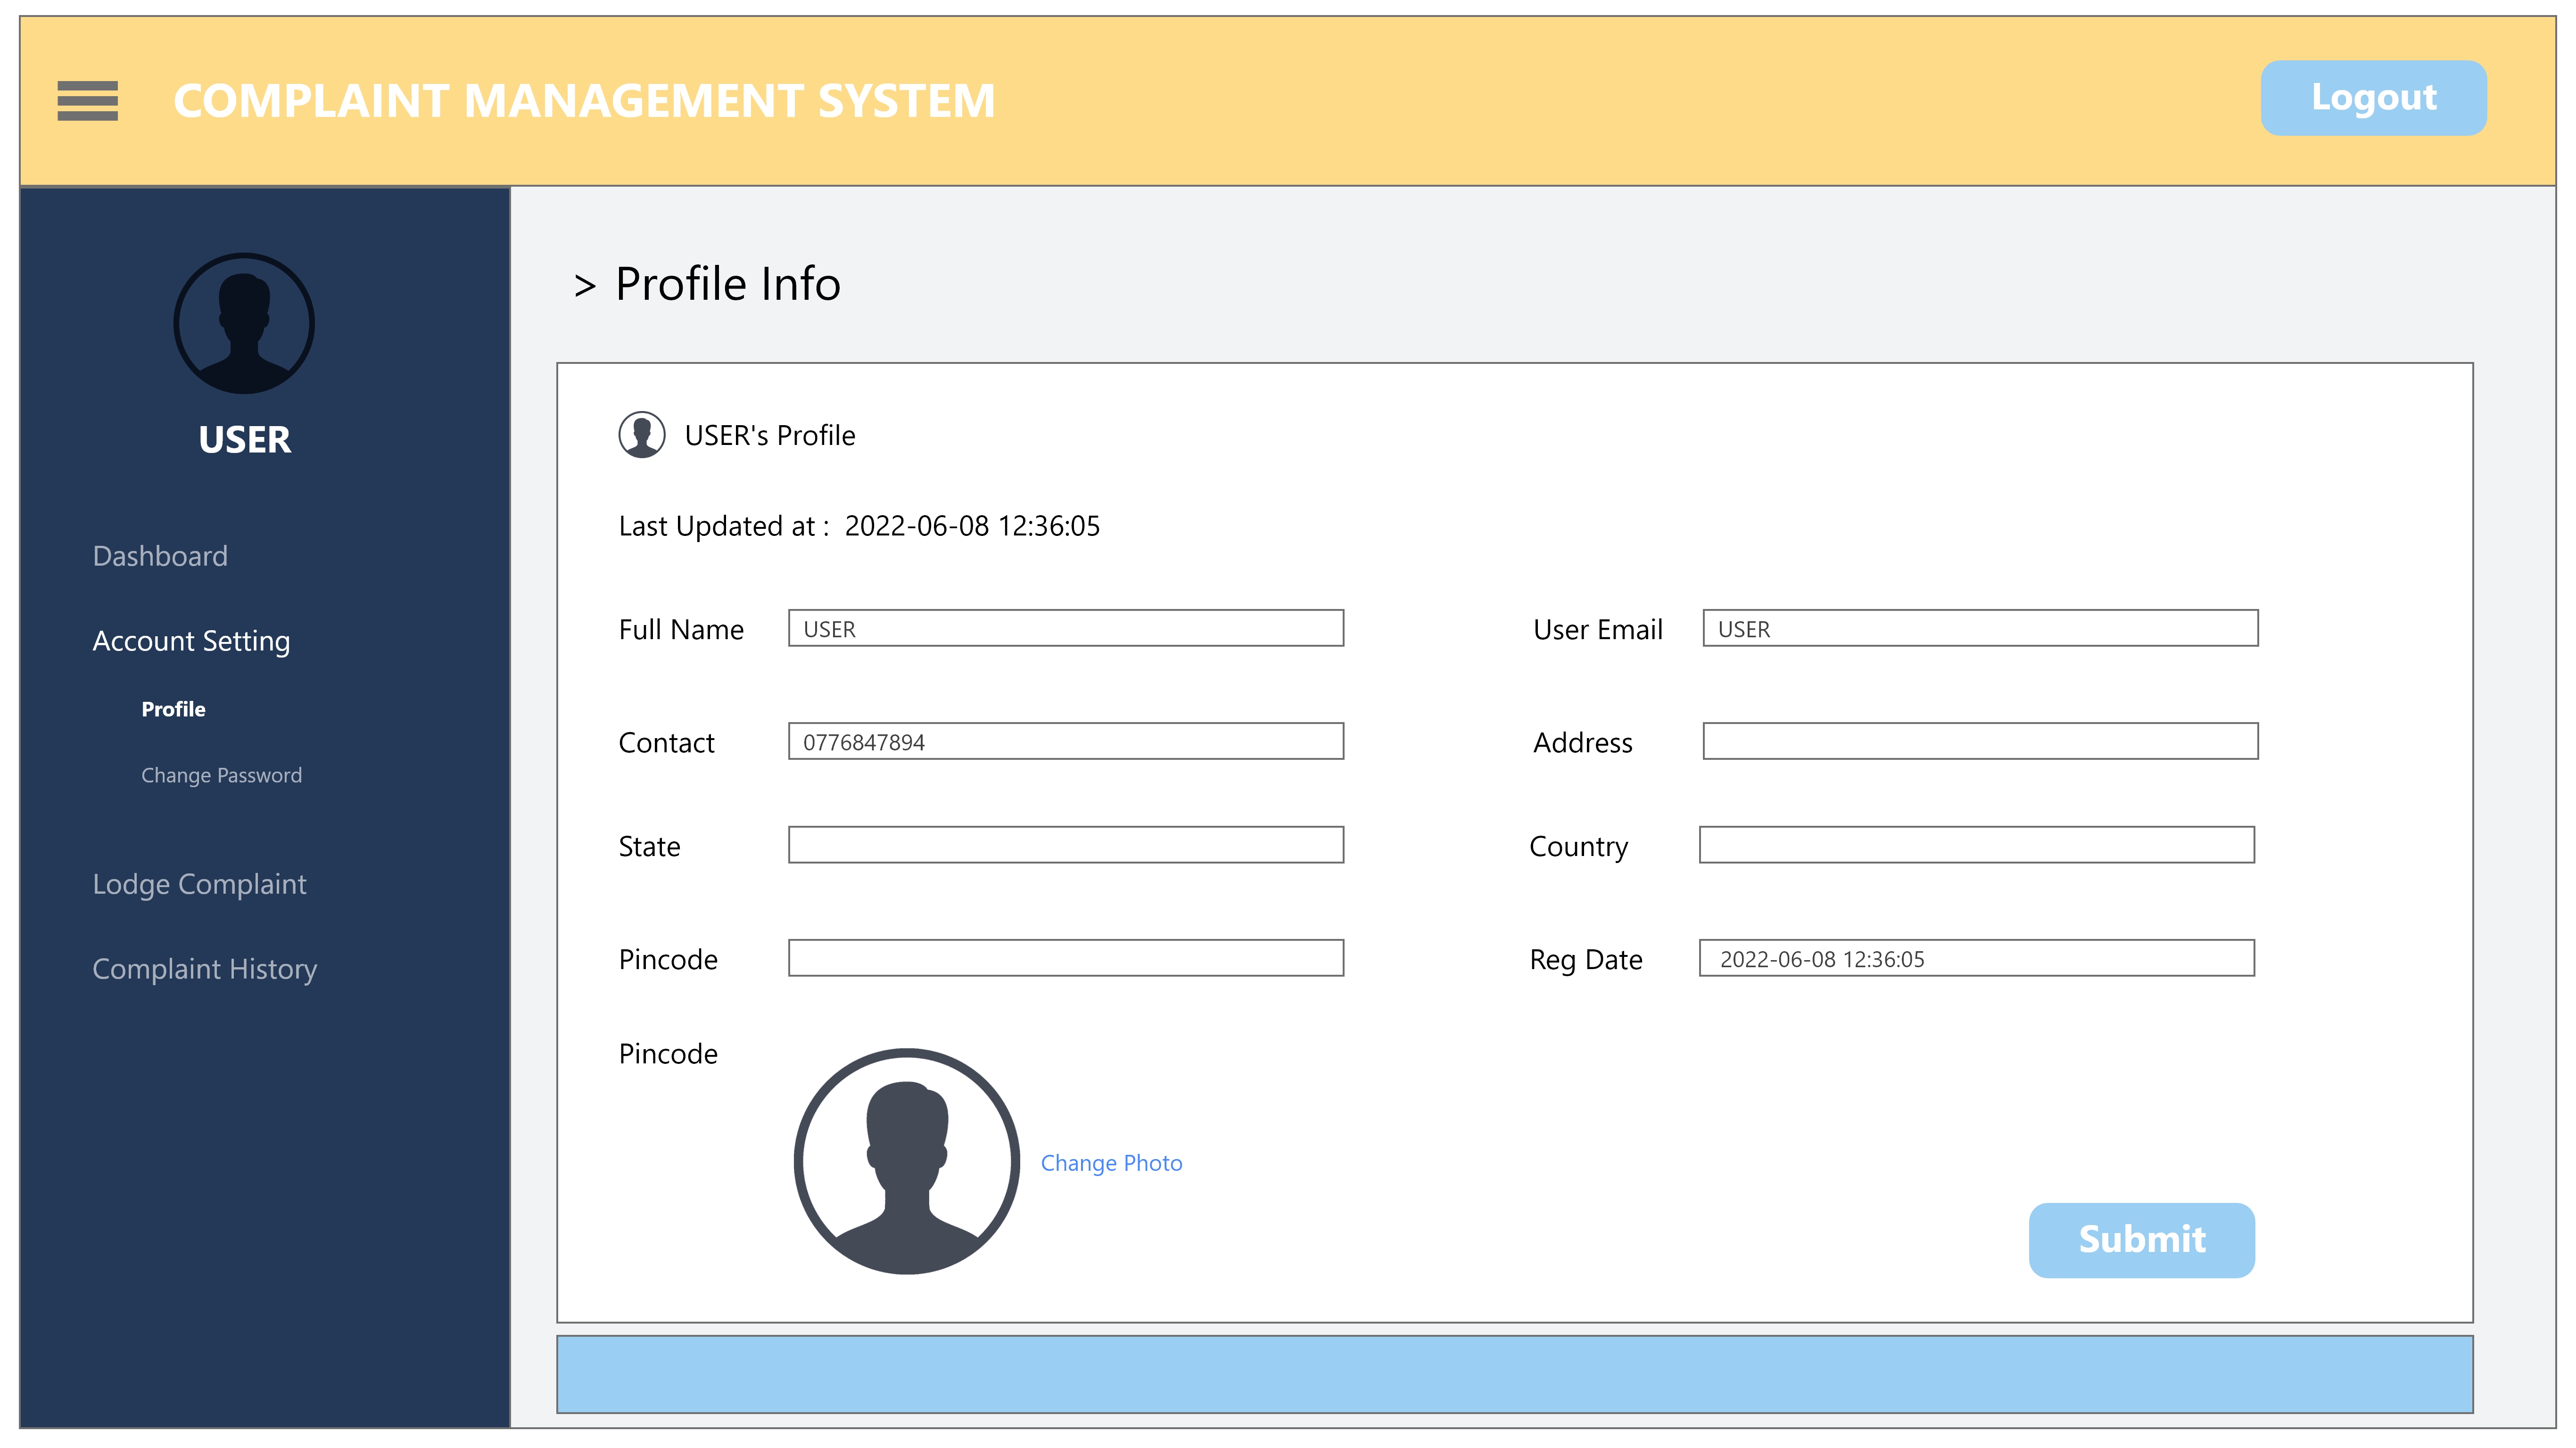 COMPLAINT MANAGEMENT SYSTEM
Logout
USER
Dashboard
Account Setting
Profile
Change Password
Lodge Complaint
Complaint History
> Profile Info
USER's Profile
Last Updated at : 2022-06-08 12:36:05
Full Name USER
User Email USER
Contact 0776847894
Address
State
Country
Pincode
Reg Date 2022-06-08 12:36:05
Pincode
Change Photo
Submit